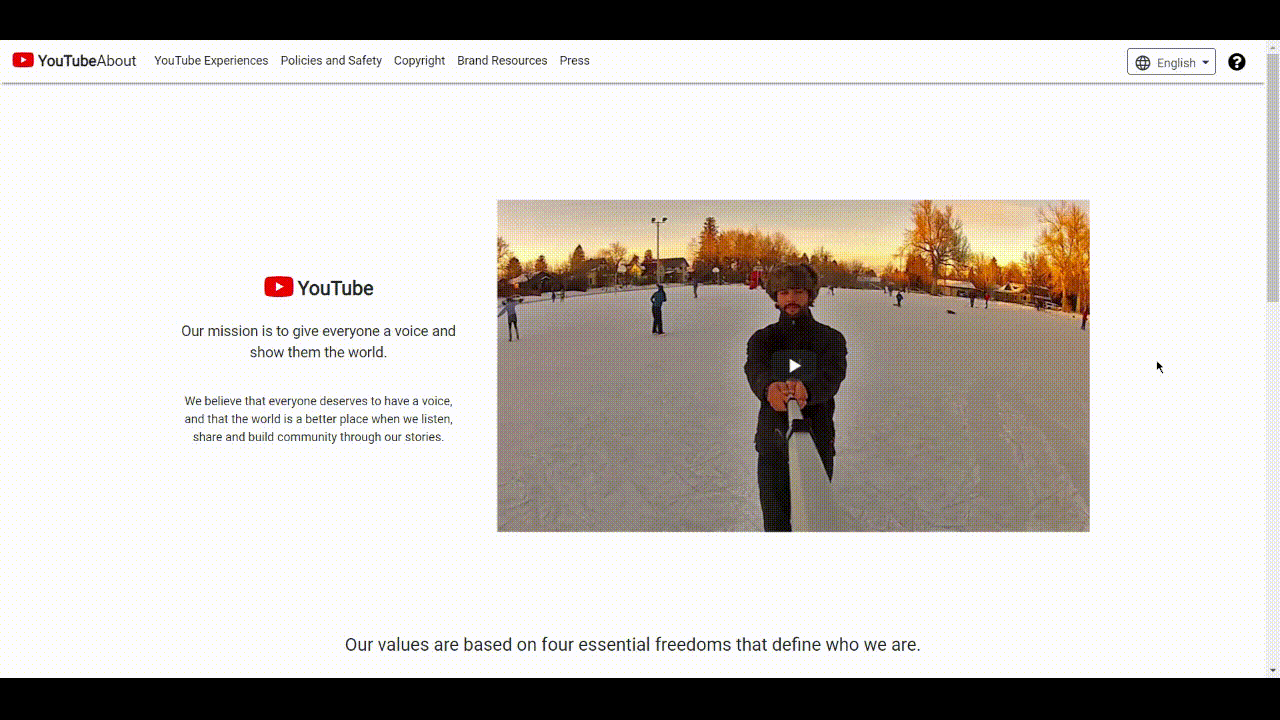 YouTubeAbout YouTube Experiences Policies and Safety Copyright Brand Resources Press English ?
YouTube
Our mission is to give everyone a voice and
show them the world.
We believe that everyone deserves to have a voice,
and that the world is a better place when we listen,
share and build community through our stories.
Our values are based on four essential freedoms that define who we are.